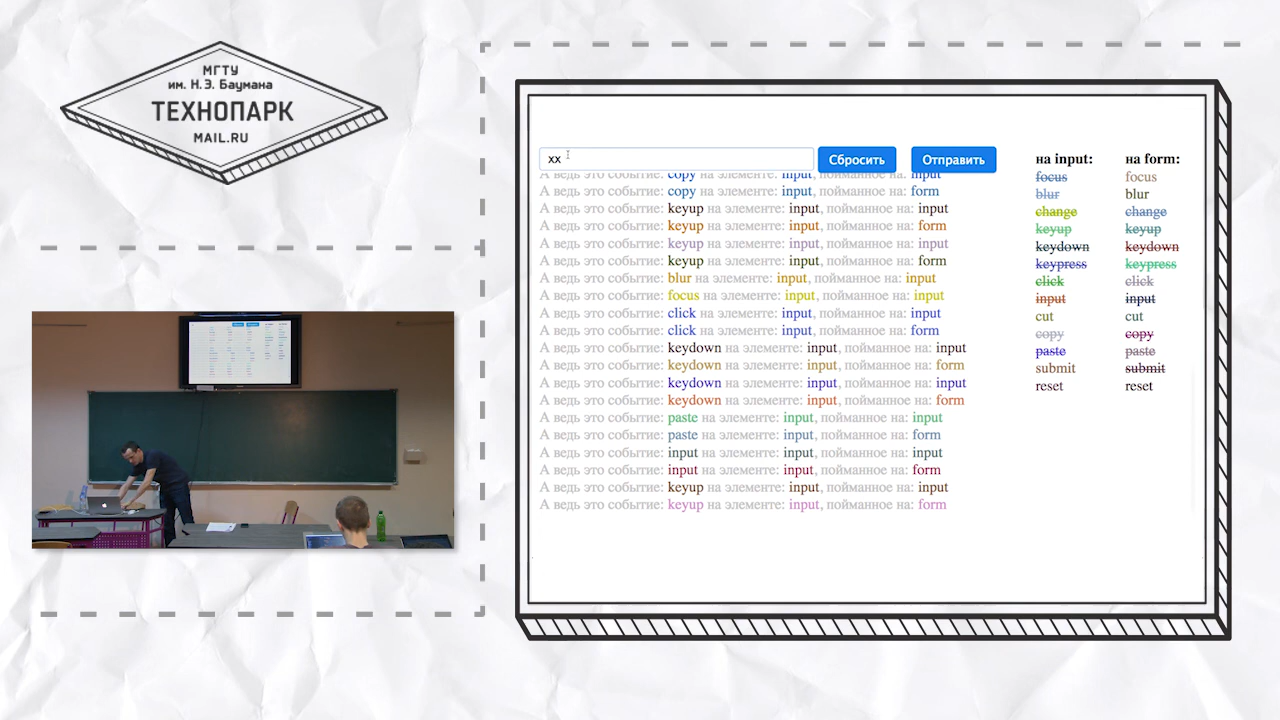 МГТУ
им. Н.Э. Баумана
ТЕХНОПАРК
MAIL.RU
xx
Сбросить
Отправить
А ведь это событие: copy на элементе: input, пойманное на: input
А ведь это событие: copy на элементе: input, пойманное на: form
А ведь это событие: keyup на элементе: input, пойманное на: input
А ведь это событие: keyup на элементе: input, пойманное на: form
А ведь это событие: keyup на элементе: input, пойманное на: input
А ведь это событие: keyup на элементе: input, пойманное на: form
А ведь это событие: blur на элементе: input, пойманное на: input
А ведь это событие: focus на элементе: input, пойманное на: input
А ведь это событие: click на элементе: input, пойманное на: input
А ведь это событие: click на элементе: input, пойманное на: form
А ведь это событие: keydown на элементе: input, пойманное на: input
А ведь это событие: keydown на элементе: input, пойманное на: form
А ведь это событие: keydown на элементе: input, пойманное на: input
А ведь это событие: keydown на элементе: input, пойманное на: form
А ведь это событие: paste на элементе: input, пойманное на: input
А ведь это событие: paste на элементе: input, пойманное на: form
А ведь это событие: input на элементе: input, пойманное на: input
А ведь это событие: input на элементе: input, пойманное на: form
А ведь это событие: keyup на элементе: input, пойманное на: input
А ведь это событие: keyup на элементе: input, пойманное на: form
на input:
focus
blur
change
keyup
keydown
keypress
click
input
cut
copy
paste
submit
reset
на form:
focus
blur
change
keyup
keydown
keypress
click
input
cut
copy
paste
submit
reset